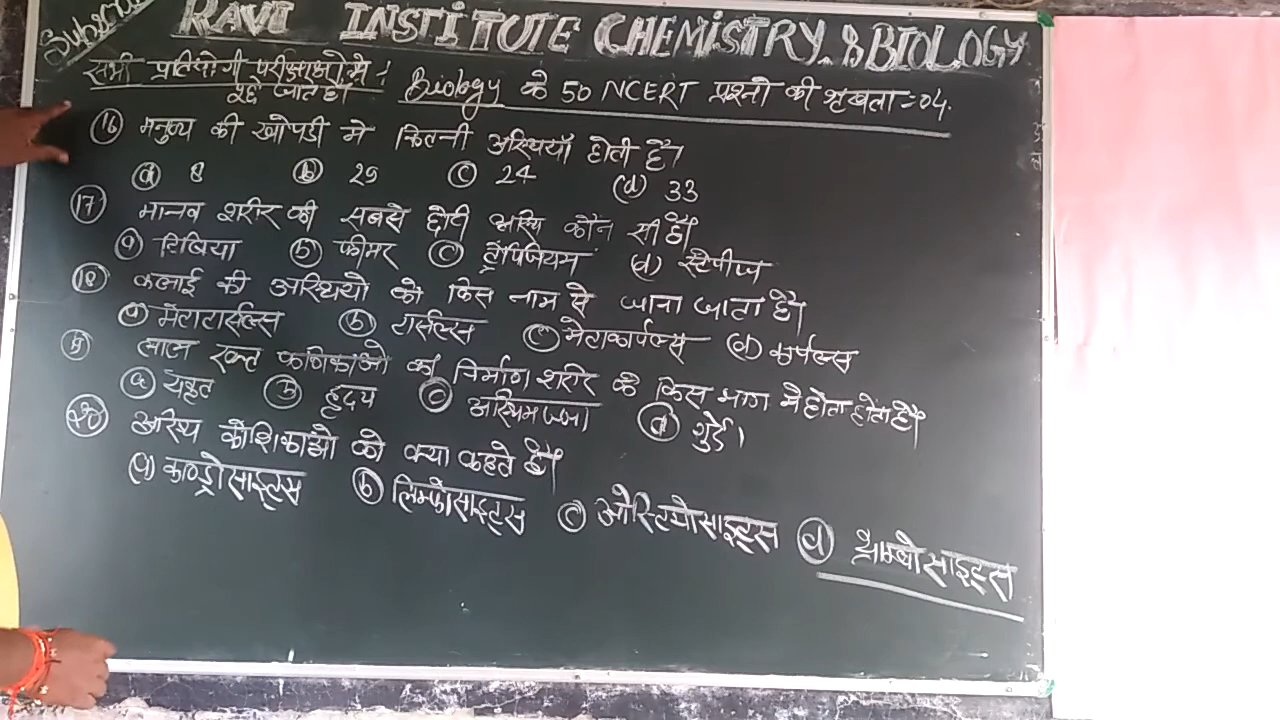 RAVI INSTITUTE CHEMISTRY & BIOLOGY
सभी प्रतियोगी परीक्षाओ मे
पूछे जाते है। Biology के 50 NCERT प्रश्नो की श्रृंखला = 04.
16 मनुष्य की खोपडी मे कितनी अस्थियाँ होती है।
(a) 8 (b) 29 (c) 24 (d) 33
17 मानव शरीर की सबसे छोटी अस्थि कौन सी है।
(a) टिबिया (b) फीमर (c) ट्रेपिजियम (d) स्टेपीज
18 कलाई की अस्थियो को किस नाम से जाना जाता है।
(a) मेटाटार्सल्स (b) टार्सल्स (c) मेटाकार्पल्स (d) कार्पल्स
लाल रक्त कणिकाओ का निर्माण शरीर के किस भाग मे होता होता है।
(a) यकृत (b) हृदय (c) अस्थिमज्जा (d) गुर्दे।
20 अस्थि कोशिकाओ को क्या कहते है।
(a) काण्ड्रोसाइट्स (b) लिम्फोसाइट्स (c) ओस्टियोसाइट्स (d) थ्राम्बोसाइट्स